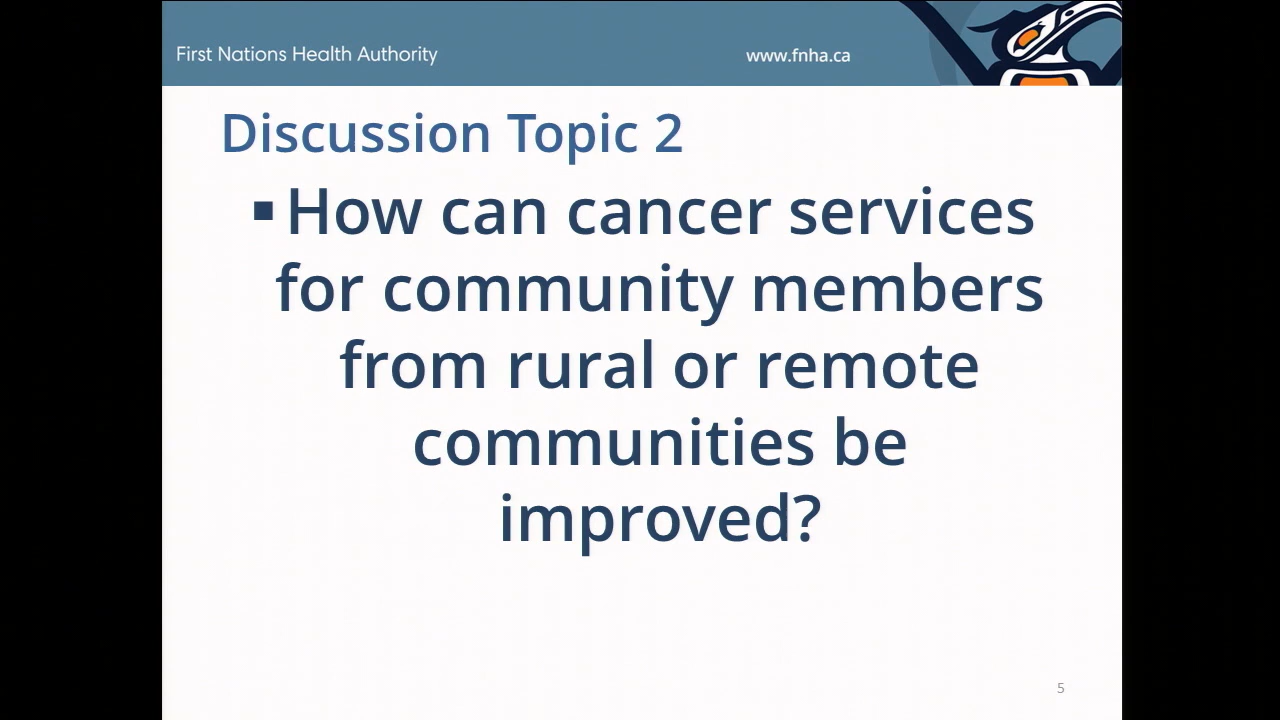 First Nations Health Authority
www.fnha.ca
Discussion Topic 2
▪ How can cancer services
for community members
from rural or remote
communities be
improved?
5